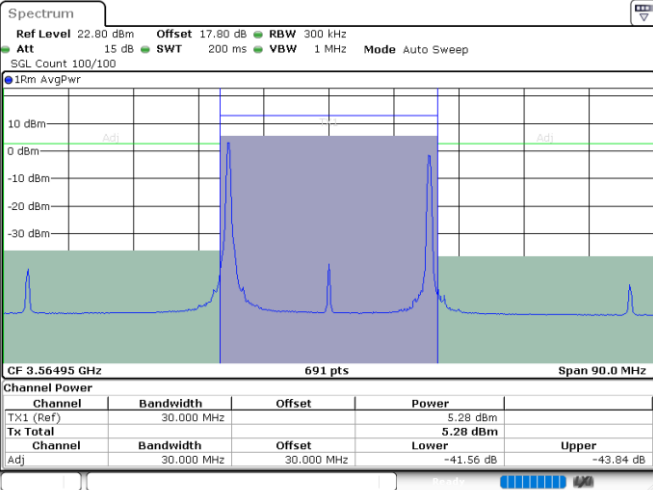 Spectrum
Ref Level 22.80 dBm Offset 17.80 dB RBW 300 kHz
Att 15 dB SWT 200 ms VBW 1 MHz Mode Auto Sweep
SGL Count 100/100
1Rm AvgPwr
10 dBm
Adj Adj
0 dBm
-10 dBm
-20 dBm
-30 dBm
CF 3.56495 GHz 691 pts Span 90.0 MHz
Channel Power
Channel Bandwidth Offset Power
TX1 (Ref) 30.000 MHz 5.28 dBm
Tx Total 5.28 dBm
Channel Bandwidth Offset Lower Upper
Adj 30.000 MHz 30.000 MHz -41.56 dB -43.84 dB